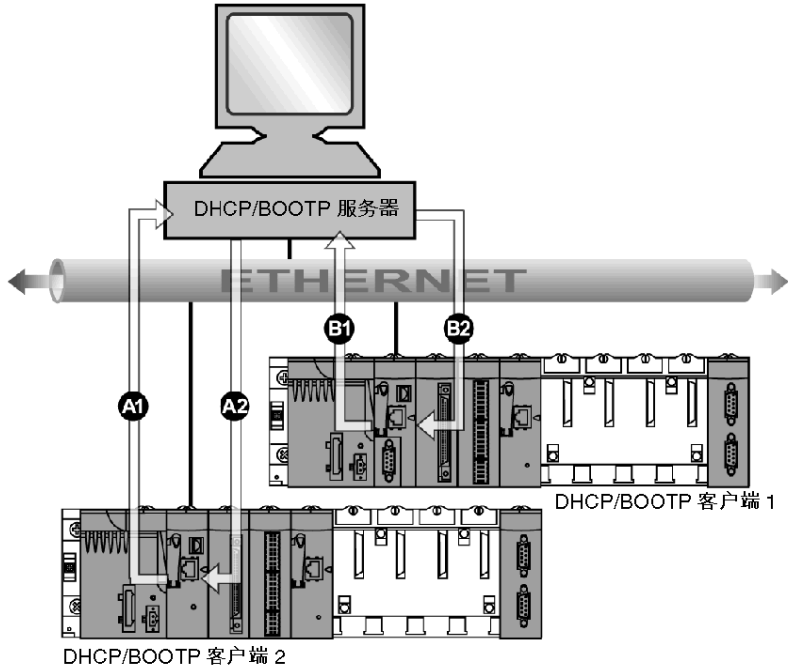 DHCP/BOOTP 服务器
ETHERNET
B1
B2
A1
A2
DHCP/BOOTP 客户端 1
DHCP/BOOTP 客户端 2